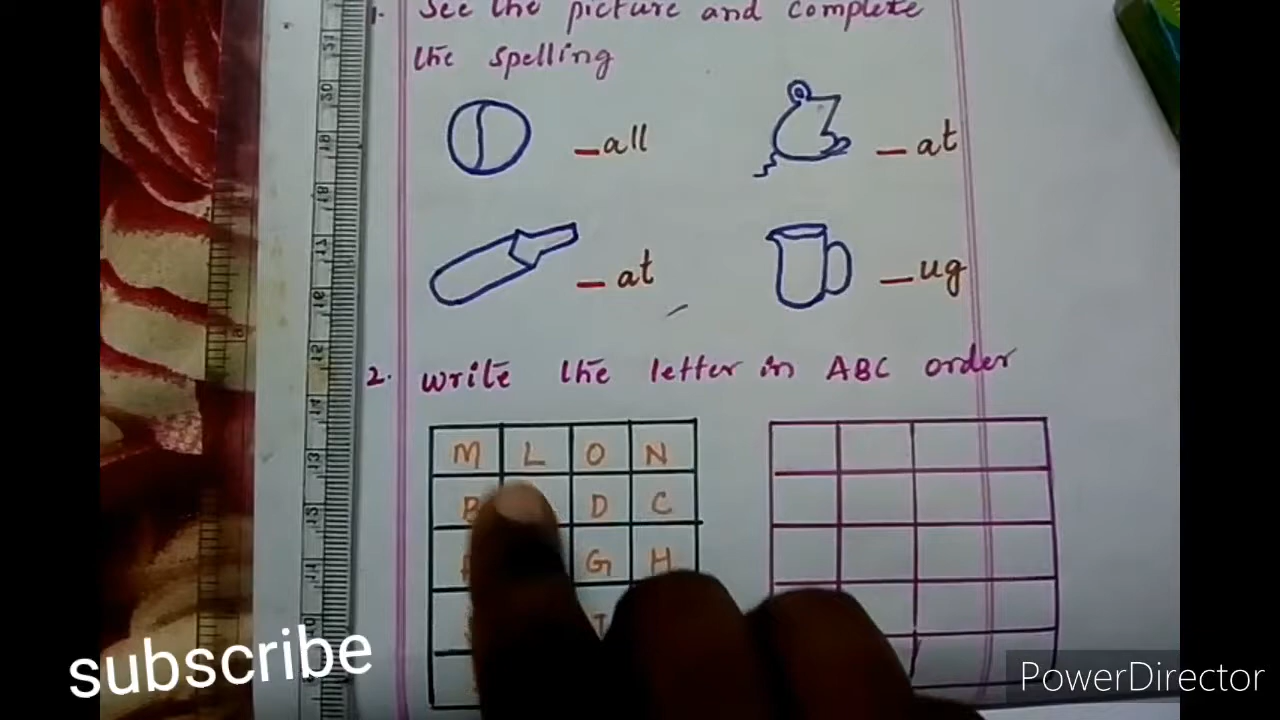 1. See the picture and complete
the spelling
_all
_at
_at
_ug
2. Write the letter in ABC order
M L O N
B D C
G H
subscribe
PowerDirector